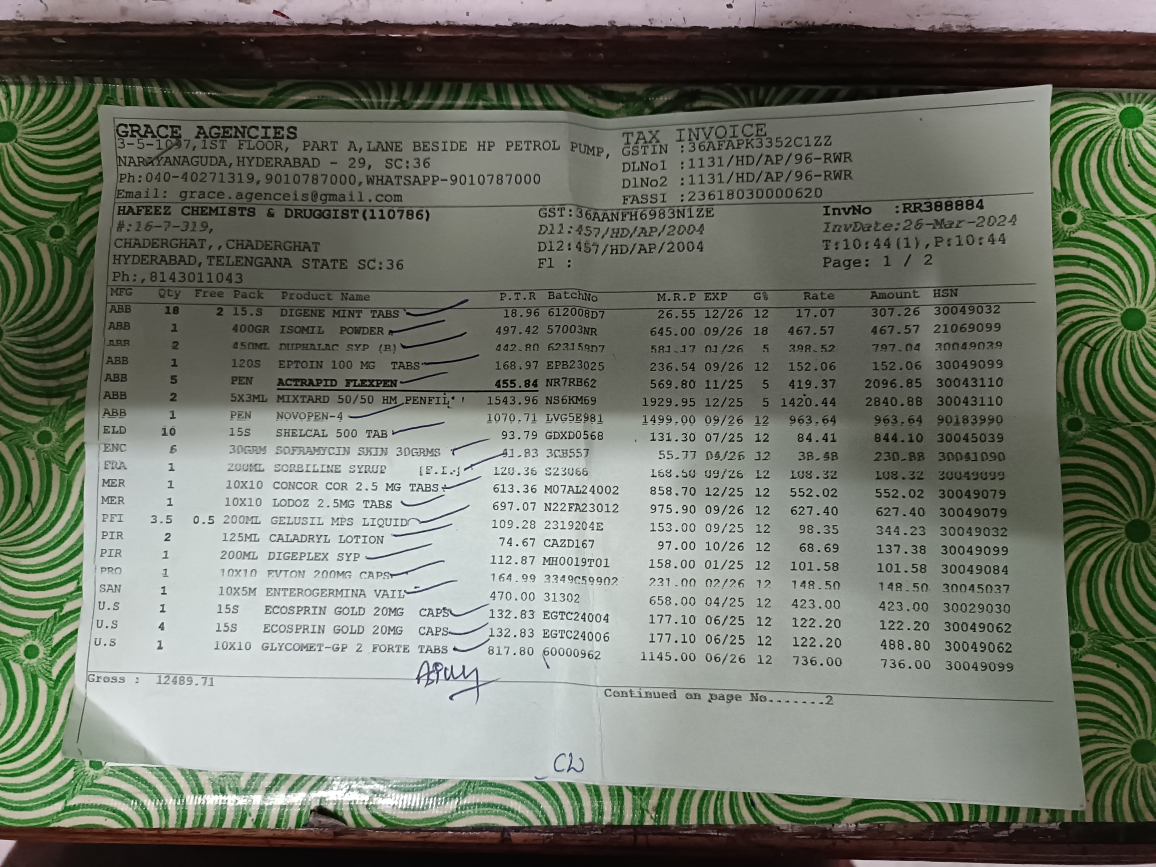 GRACE AGENCIES
3-5-1097,1ST FLOOR, PART A,LANE BESIDE HP PETROL PUMP,
NARAYANAGUDA,HYDERABAD - 29, SC:36
Ph:040-40271319,9010787000,WHATSAPP-9010787000
Email: grace.agenceis@gmail.com
TAX INVOICE
GSTIN :36AFAPK3352C1ZZ
DLNo1 :1131/HD/AP/96-RWR
DlNo2 :1131/HD/AP/96-RWR
FASSI :23618030000620
HAFEEZ CHEMISTS & DRUGGIST(110786)
#:16-7-319,
CHADERGHAT,,CHADERGHAT
HYDERABAD,TELENGANA STATE SC:36
Ph:,8143011043
GST:36AANFH6983N1ZE
Dl1:457/HD/AP/2004
Dl2:457/HD/AP/2004
Fl :
InvNo :RR388884
InvDate:26-Mar-2024
T:10:44(1),P:10:44
Page: 1 / 2
MFG Qty Free Pack Product Name P.T.R BatchNo M.R.P EXP G% Rate Amount HSN
ABB 18 2 15.S DIGENE MINT TABS 18.96 612008D7 26.55 12/26 12 17.07 307.26 30049032
ABB 1 400GR ISOMIL POWDER 497.42 57003NR 645.00 09/26 18 467.57 467.57 21069099
ABB 2 450ML DUPHALAC SYP (B) 442.80 623159D7 581.17 01/26 5 398.52 797.04 30049039
ABB 1 120S EPTOIN 100 MG TABS 168.97 EPB23025 236.54 09/26 12 152.06 152.06 30049099
ABB 5 PEN ACTRAPID FLEXPEN 455.84 NR7RB62 569.80 11/25 5 419.37 2096.85 30043110
ABB 2 5X3ML MIXTARD 50/50 HM PENFIL 1543.96 NS6KM69 1929.95 12/25 5 1420.44 2840.88 30043110
ABB 1 PEN NOVOPEN-4 1070.71 LVG5E981 1499.00 09/26 12 963.64 963.64 90183990
ELD 10 15S SHELCAL 500 TAB 93.79 GDXD0568 131.30 07/25 12 84.41 844.10 30045039
ENC 6 30GRM SOFRAMYCIN SKIN 30GRMS 41.83 3CB557 55.77 04/26 12 38.48 230.88 30041090
FRA 1 200ML SORBILINE SYRUP [F.I.] 120.36 S23066 168.50 09/26 12 108.32 108.32 30049099
MER 1 10X10 CONCOR COR 2.5 MG TABS 613.36 M07AL24002 858.70 12/25 12 552.02 552.02 30049079
MER 1 10X10 LODOZ 2.5MG TABS 697.07 N22FA23012 975.90 09/26 12 627.40 627.40 30049079
PFI 3.5 0.5 200ML GELUSIL MPS LIQUID 109.28 2319204E 153.00 09/25 12 98.35 344.23 30049032
PIR 2 125ML CALADRYL LOTION 74.67 CAZD167 97.00 10/26 12 68.69 137.38 30049099
PIR 1 200ML DIGEPLEX SYP 112.87 MH0019T01 158.00 01/25 12 101.58 101.58 30049084
PRO 1 10X10 EVION 200MG CAPS 164.99 3349C59902 231.00 02/26 12 148.50 148.50 30045037
SAN 1 10X5M ENTEROGERMINA VAIL 470.00 31302 658.00 04/25 12 423.00 423.00 30029030
U.S 1 15S ECOSPRIN GOLD 20MG CAPS 132.83 EGTC24004 177.10 06/25 12 122.20 122.20 30049062
U.S 4 15S ECOSPRIN GOLD 20MG CAPS 132.83 EGTC24006 177.10 06/25 12 122.20 488.80 30049062
U.S 1 10X10 GLYCOMET-GP 2 FORTE TABS 817.80 60000962 1145.00 06/26 12 736.00 736.00 30049099
Gross : 12489.71
Continued on page No.......2